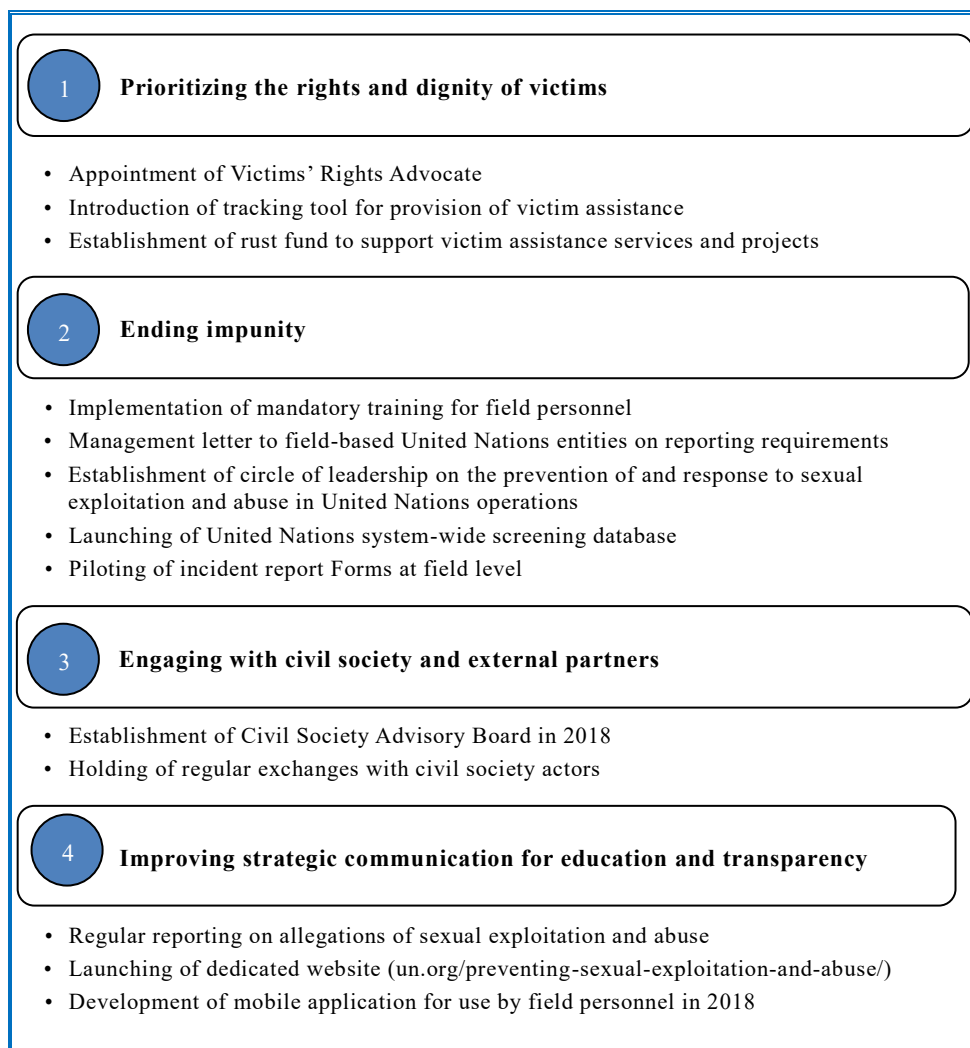 1
Prioritizing the rights and dignity of victims
• Appointment of Victims’ Rights Advocate
• Introduction of tracking tool for provision of victim assistance
• Establishment of rust fund to support victim assistance services and projects
2
Ending impunity
• Implementation of mandatory training for field personnel
• Management letter to field-based United Nations entities on reporting requirements
• Establishment of circle of leadership on the prevention of and response to sexual
exploitation and abuse in United Nations operations
• Launching of United Nations system-wide screening database
• Piloting of incident report Forms at field level
3
Engaging with civil society and external partners
• Establishment of Civil Society Advisory Board in 2018
• Holding of regular exchanges with civil society actors
4
Improving strategic communication for education and transparency
• Regular reporting on allegations of sexual exploitation and abuse
• Launching of dedicated website (un.org/preventing-sexual-exploitation-and-abuse/)
• Development of mobile application for use by field personnel in 2018